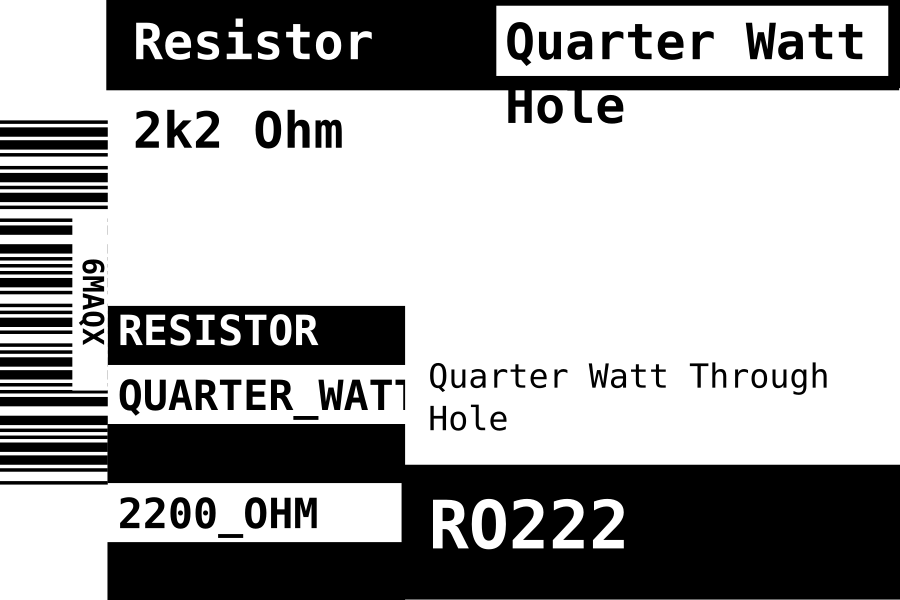 Resistor
Quarter Watt
Hole
2k2 Ohm
6MAQX
RESISTOR
QUARTER_WATT
2200_OHM
Quarter Watt Through
Hole
RO222